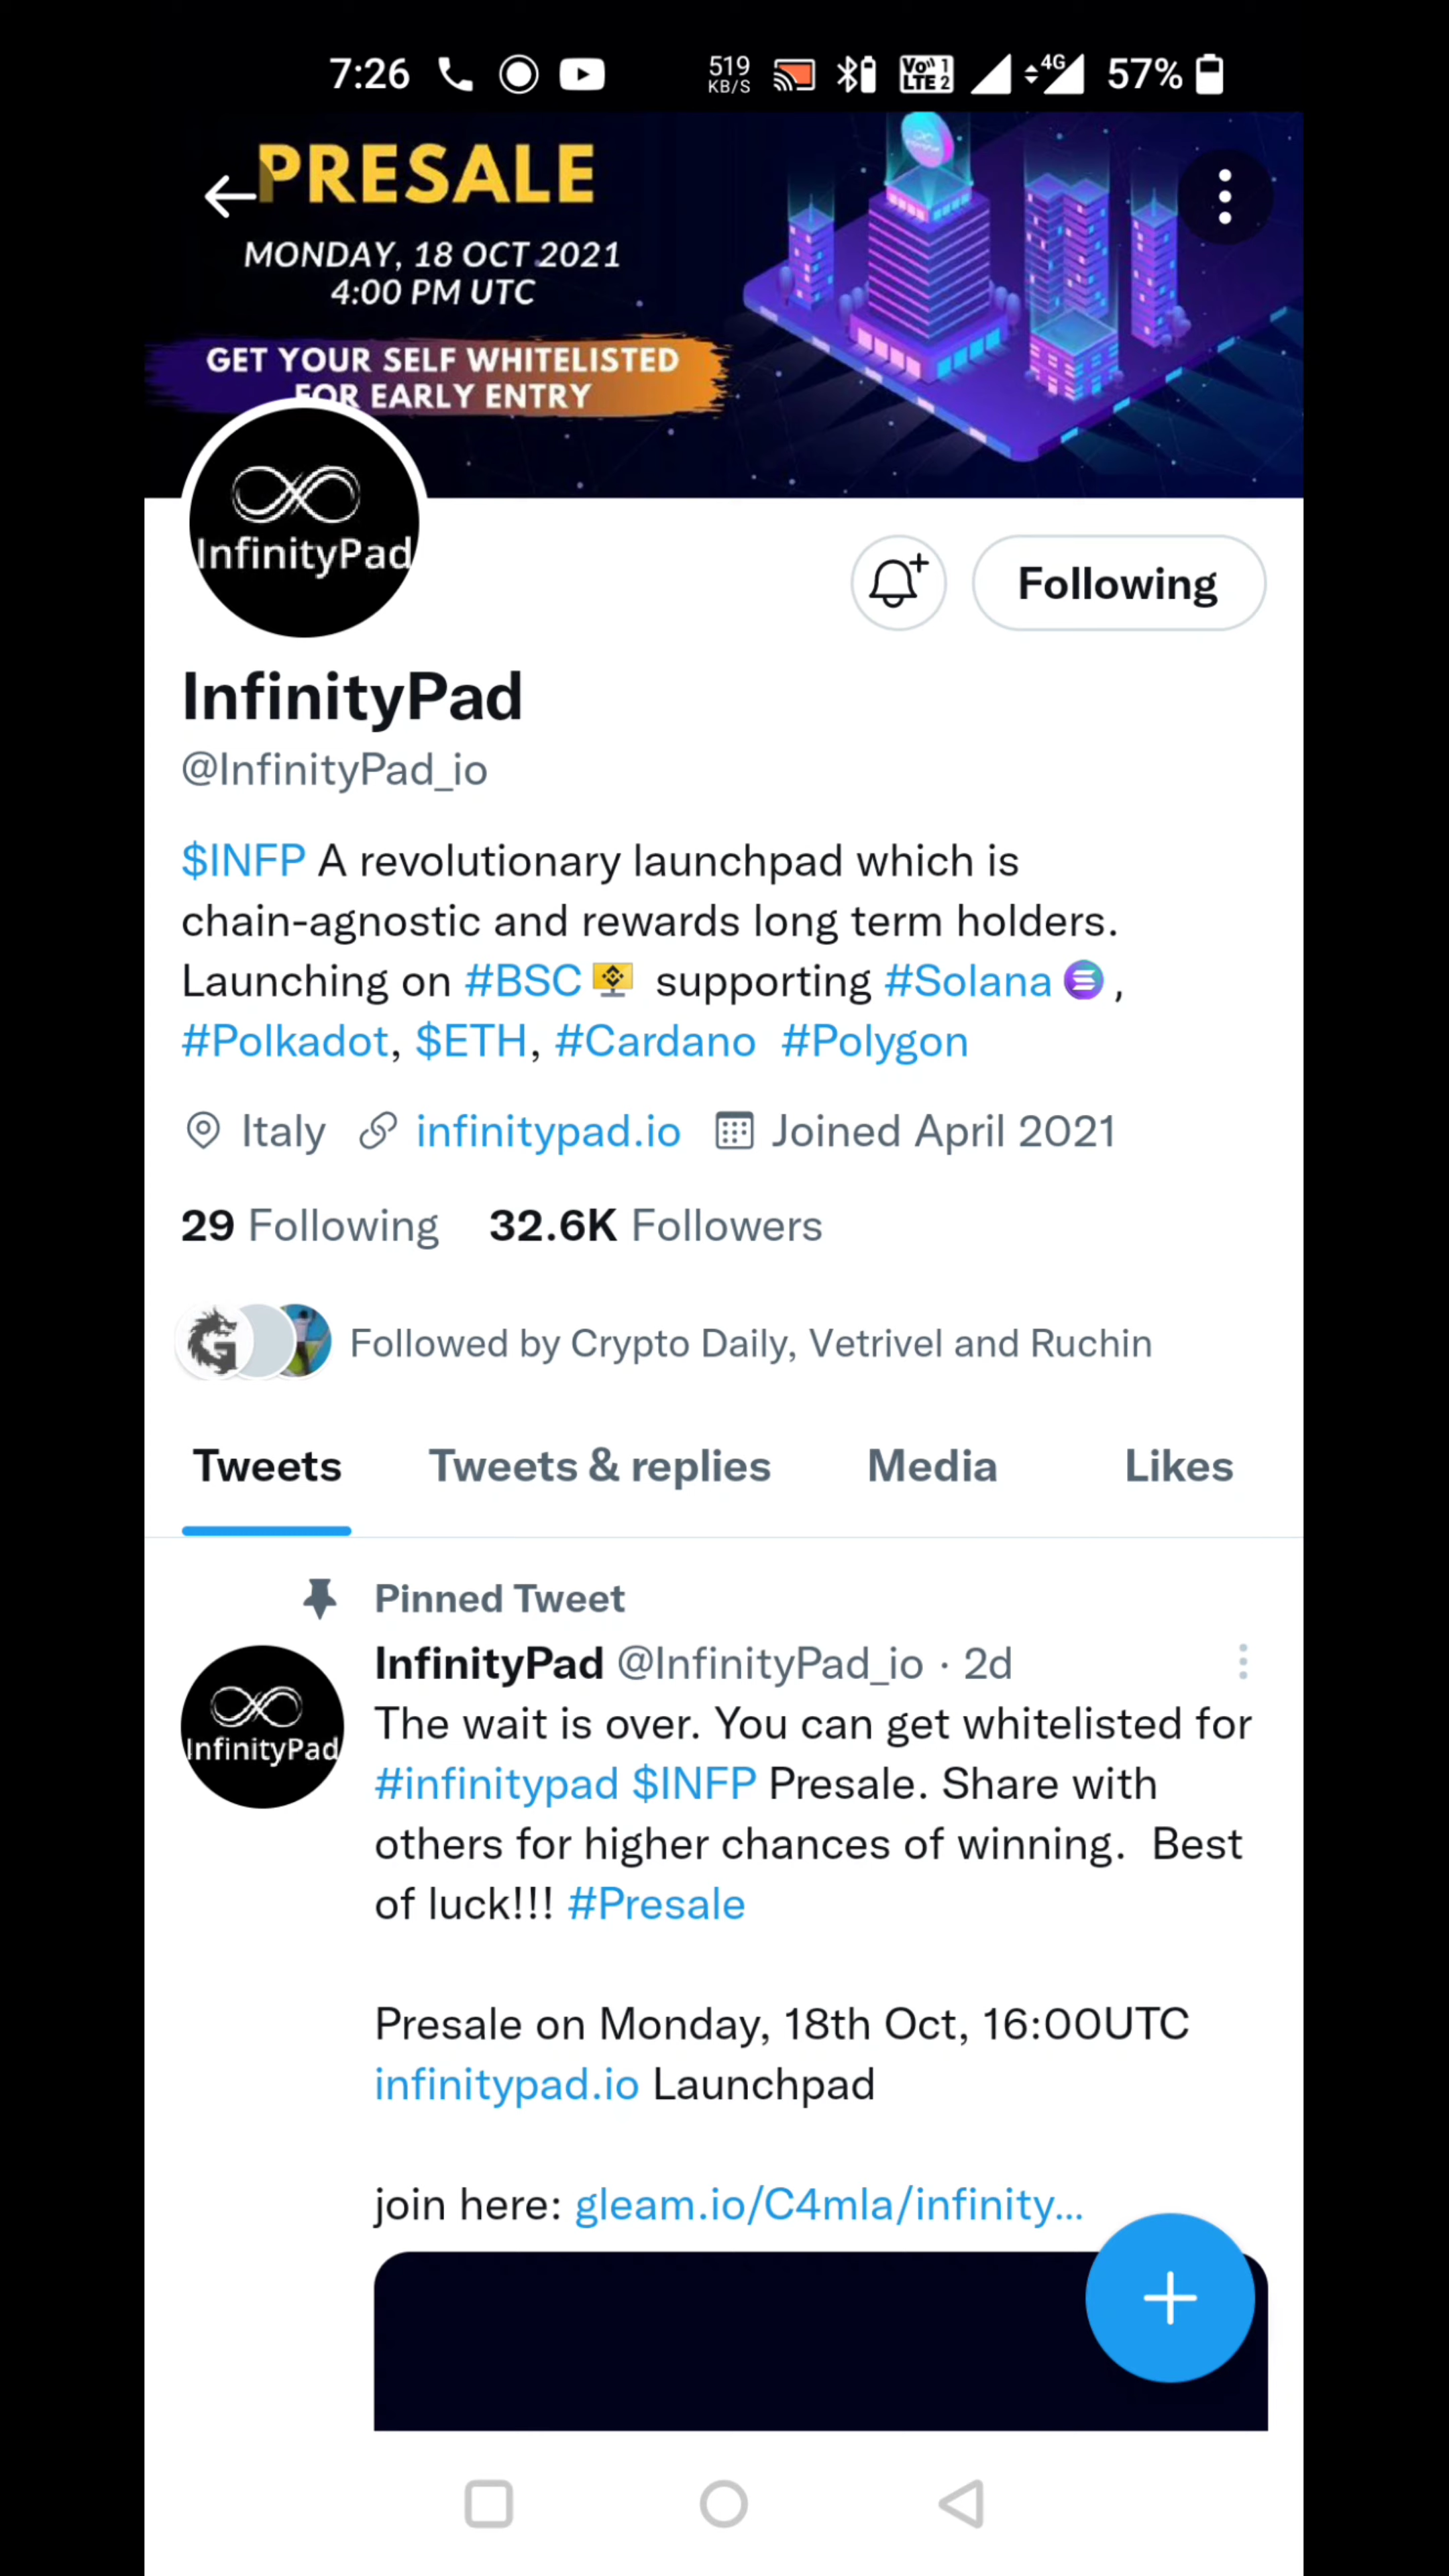 7:26 519 KB/S Vo 1 LTE 2 4G 57%
PRESALE
MONDAY, 18 OCT 2021
4:00 PM UTC
GET YOUR SELF WHITELISTED
FOR EARLY ENTRY
InfinityPad
Following
InfinityPad
@InfinityPad_io
$INFP A revolutionary launchpad which is
chain-agnostic and rewards long term holders.
Launching on #BSC supporting #Solana ,
#Polkadot, $ETH, #Cardano #Polygon
Italy infinitypad.io Joined April 2021
29 Following 32.6K Followers
G
Followed by Crypto Daily, Vetrivel and Ruchin
Tweets Tweets & replies Media Likes
Pinned Tweet
InfinityPad @InfinityPad_io · 2d
InfinityPad
The wait is over. You can get whitelisted for
#infinitypad $INFP Presale. Share with
others for higher chances of winning. Best
of luck!!! #Presale
Presale on Monday, 18th Oct, 16:00UTC
infinitypad.io Launchpad
join here: gleam.io/C4mla/infinity...